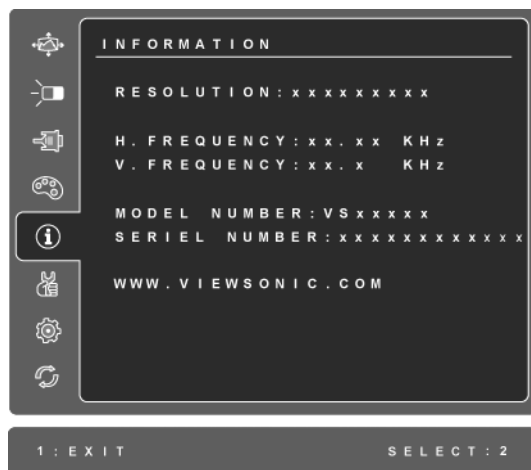 INFORMATION
RESOLUTION:xxxxxxxxx
H. FREQUENCY:xx.xx KHz
V. FREQUENCY:xx.x KHz
MODEL NUMBER:VSxxxxx
SERIEL NUMBER:xxxxxxxxxxxx
WWW.VIEWSONIC.COM
1:EXIT SELECT:2